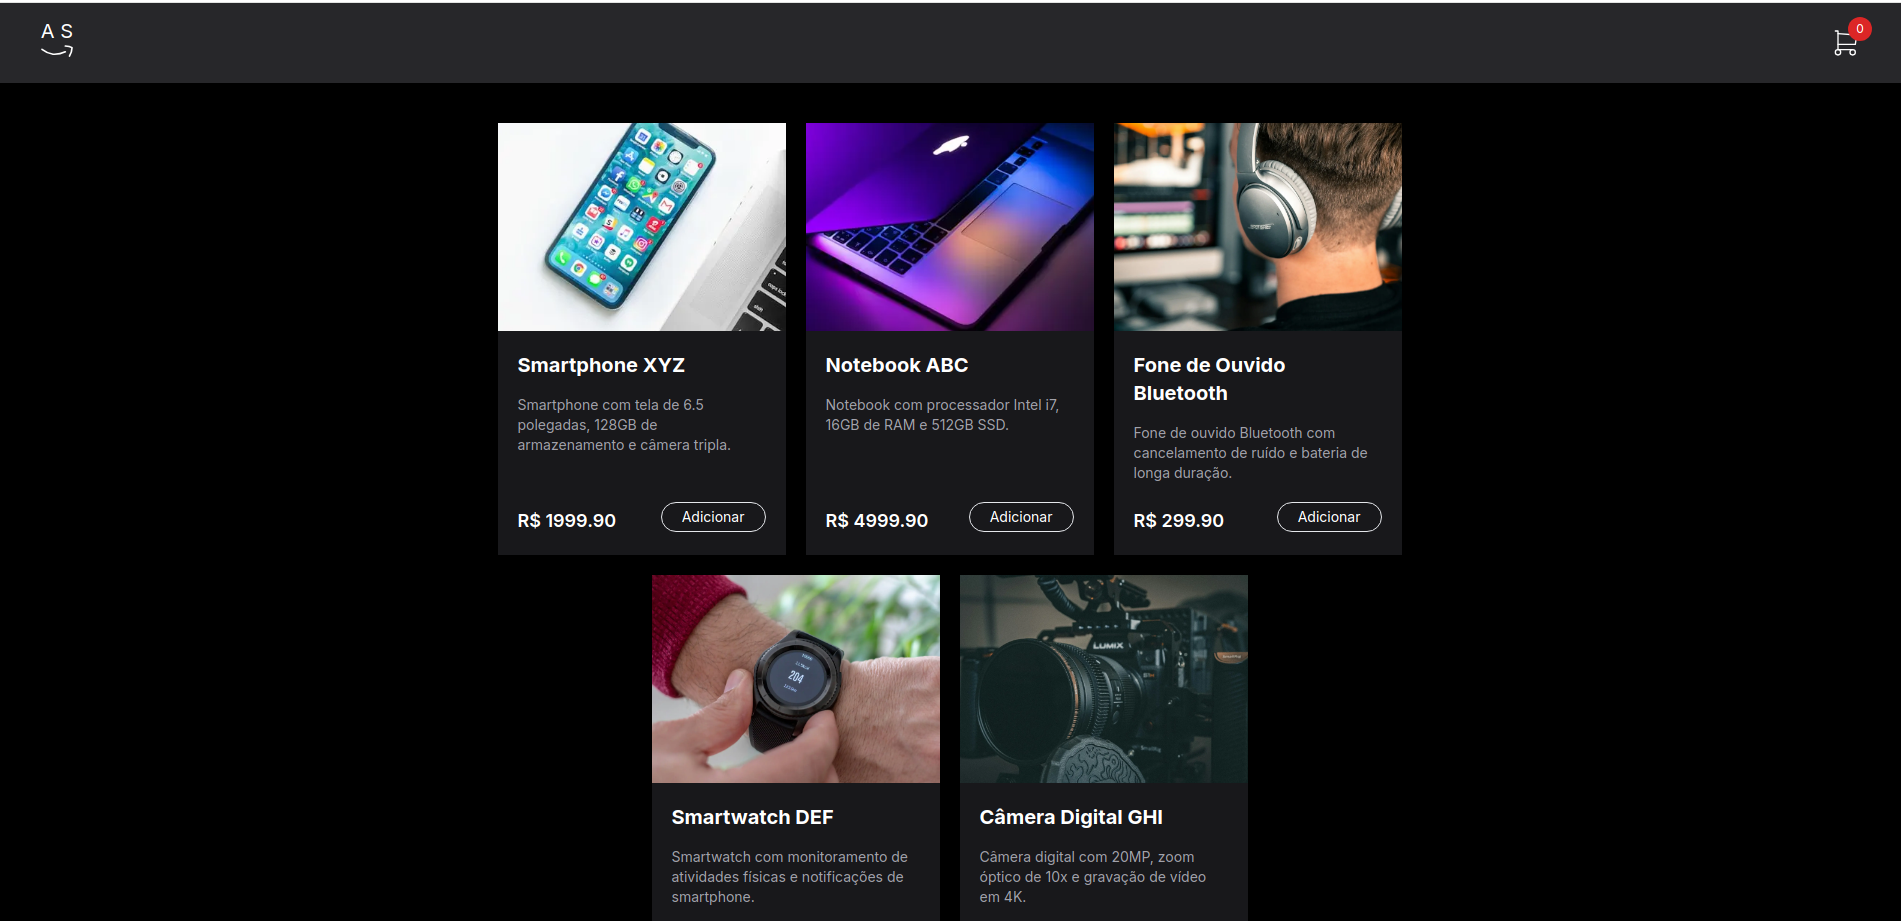 A S
0
Smartphone XYZ
Smartphone com tela de 6.5
polegadas, 128GB de
armazenamento e câmera tripla.
R$ 1999.90
Adicionar
Notebook ABC
Notebook com processador Intel i7,
16GB de RAM e 512GB SSD.
R$ 4999.90
Adicionar
Fone de Ouvido
Bluetooth
Fone de ouvido Bluetooth com
cancelamento de ruído e bateria de
longa duração.
R$ 299.90
Adicionar
204
Smartwatch DEF
Smartwatch com monitoramento de
atividades físicas e notificações de
smartphone.
LUMIX
Câmera Digital GHI
Câmera digital com 20MP, zoom
óptico de 10x e gravação de vídeo
em 4K.